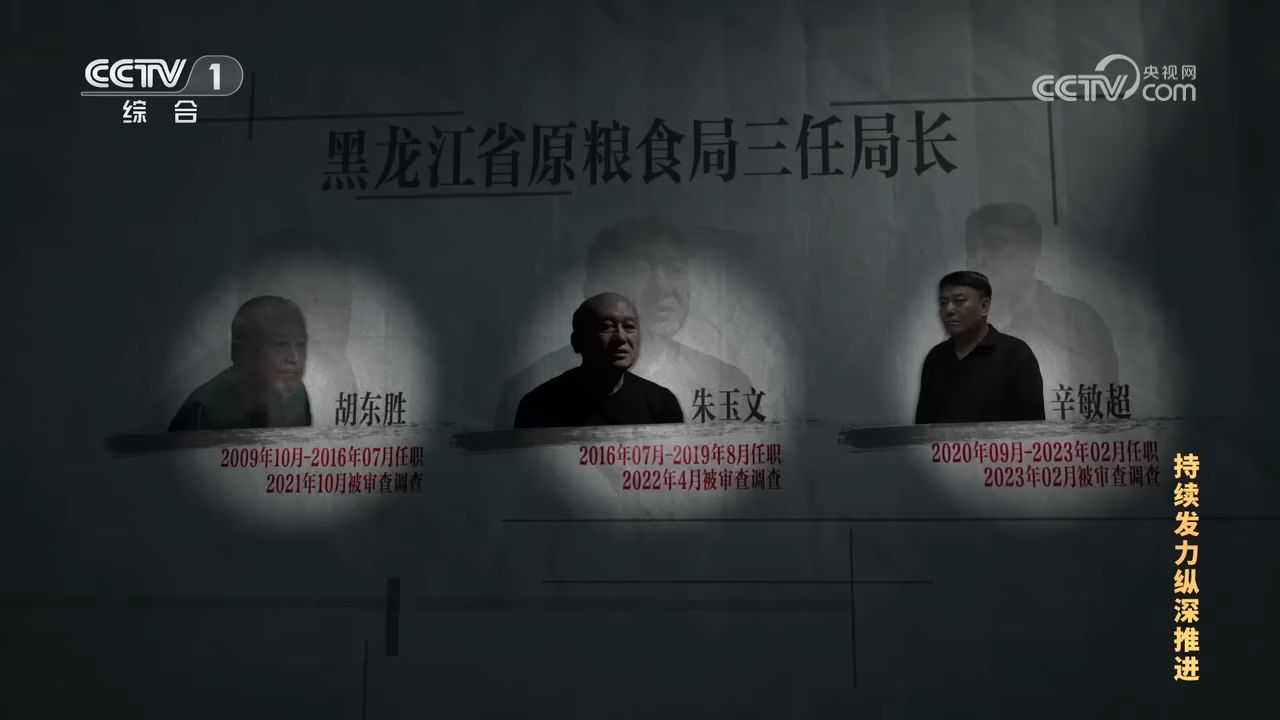 CCTV 1
综合
CCTV 央视网
com
黑龙江省原粮食局三任局长
胡东胜
2009年10月-2016年07月任职
2021年10月被审查调查
朱玉文
2016年07月-2019年8月任职
2022年4月被审查调查
辛敏超
2020年09月-2023年02月任职
2023年02月被审查调查
持续发力纵深推进